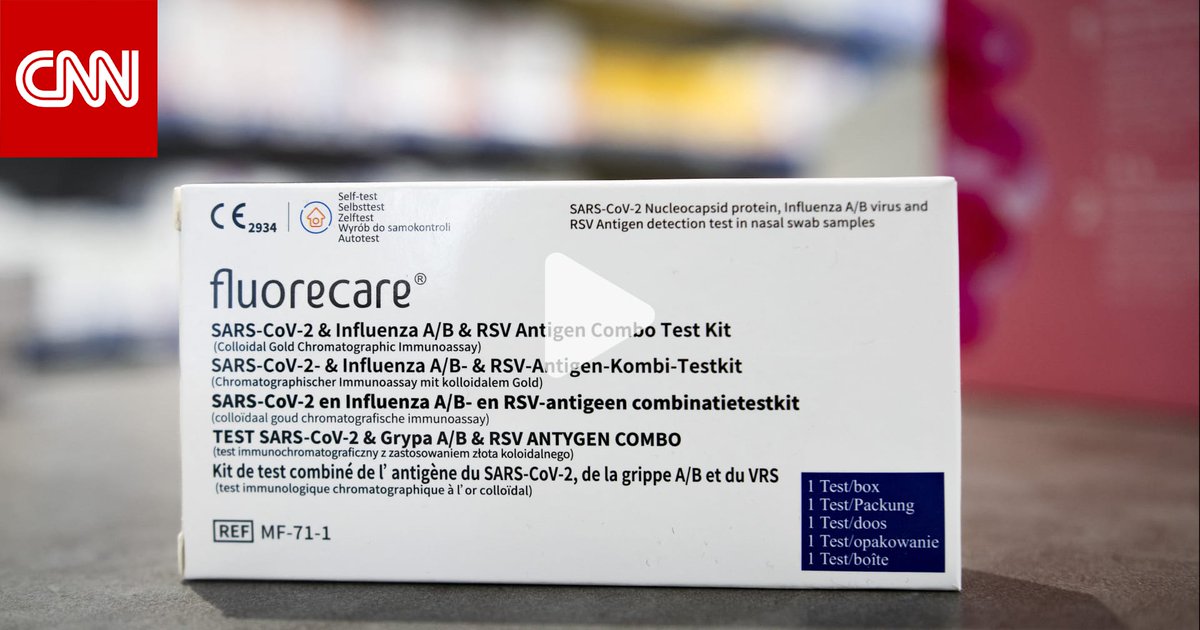 CNN
CE 2934
Self-test
Selbsttest
Zelftest
Wyrób do samokontroli
Autotest
SARS-CoV-2 Nucleocapsid protein, Influenza A/B virus and
RSV Antigen detection test in nasal swab samples
fluorecare®
SARS-CoV-2 & Influenza A/B & RSV Antigen Combo Test Kit
(Colloidal Gold Chromatographic Immunoassay)
SARS-CoV-2- & Influenza A/B- & RSV-Antigen-Kombi-Testkit
(Chromatographischer Immunoassay mit kolloidalem Gold)
SARS-CoV-2 en Influenza A/B- en RSV-antigeen combinatietestkit
(colloïdaal goud chromatografische immunoassay)
TEST SARS-CoV-2 & Grypa A/B & RSV ANTYGEN COMBO
(test immunochromatograficzny z zastosowaniem złota koloidalnego)
Kit de test combiné de l’ antigène du SARS-CoV-2, de la grippe A/B et du VRS
(test immunologique chromatographique à l’ or colloïdal)
REF MF-71-1
1 Test/box
1 Test/Packung
1 Test/doos
1 Test/opakowanie
1 Test/boîte